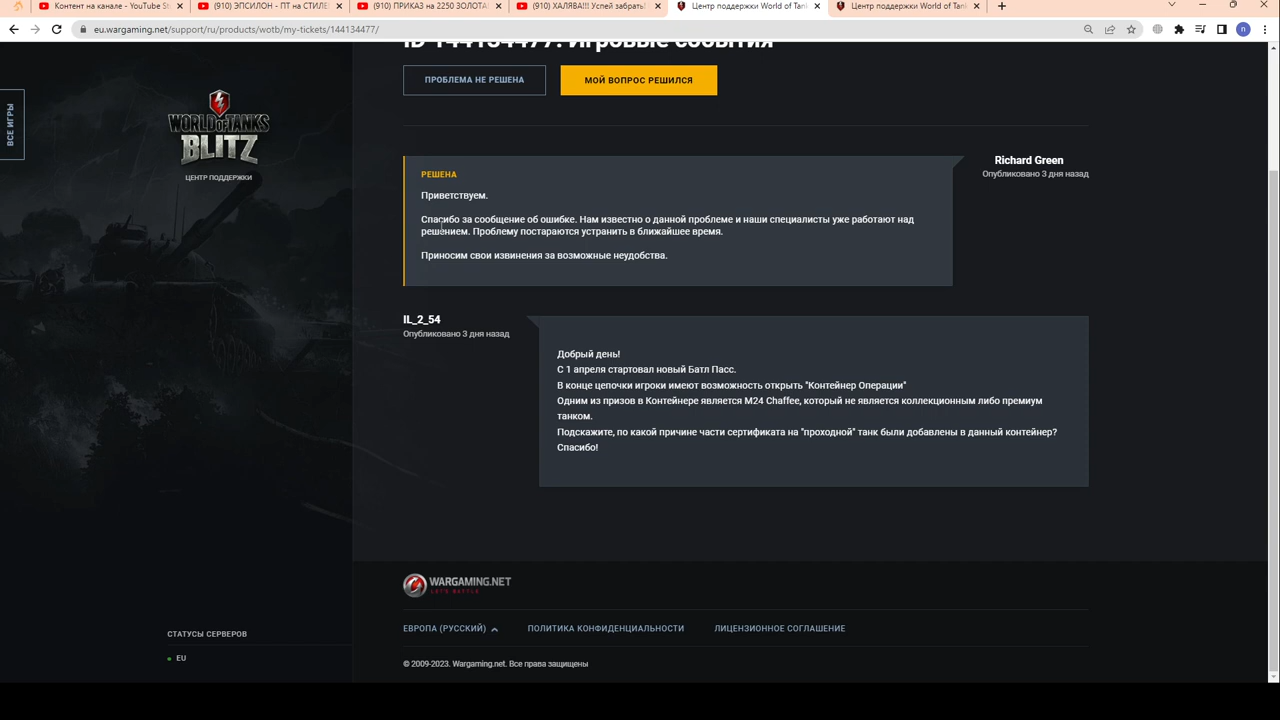 Контент на канале - YouTube St
(910) ЭПСИЛОН - ПТ на СТИЛЕ
(910) ПРИКАЗ на 2250 ЗОЛОТА!
(910) ХАЛЯВА!!! Успей забрать!
Центр поддержки World of Tank
Центр поддержки World of Tank
eu.wargaming.net/support/ru/products/wotb/my-tickets/144134477/
n
ВСЕ ИГРЫ
WORLD OF TANKS
BLITZ
ЦЕНТР ПОДДЕРЖКИ
ID 144134477: Игровые события
ПРОБЛЕМА НЕ РЕШЕНА
МОЙ ВОПРОС РЕШИЛСЯ
Richard Green
Опубликовано 3 дня назад
РЕШЕНА
Приветствуем.
Спасибо за сообщение об ошибке. Нам известно о данной проблеме и наши специалисты уже работают над
решением. Проблему постараются устранить в ближайшее время.
Приносим свои извинения за возможные неудобства.
IL_2_54
Опубликовано 3 дня назад
Добрый день!
С 1 апреля стартовал новый Батл Пасс.
В конце цепочки игроки имеют возможность открыть "Контейнер Операции"
Одним из призов в Контейнере является M24 Chaffee, который не является коллекционным либо премиум
танком.
Подскажите, по какой причине части сертификата на "проходной" танк были добавлены в данный контейнер?
Спасибо!
WARGAMING.NET
LET'S BATTLE
ЕВРОПА (РУССКИЙ)
ПОЛИТИКА КОНФИДЕНЦИАЛЬНОСТИ
ЛИЦЕНЗИОННОЕ СОГЛАШЕНИЕ
СТАТУСЫ СЕРВЕРОВ
EU
© 2009-2023. Wargaming.net. Все права защищены